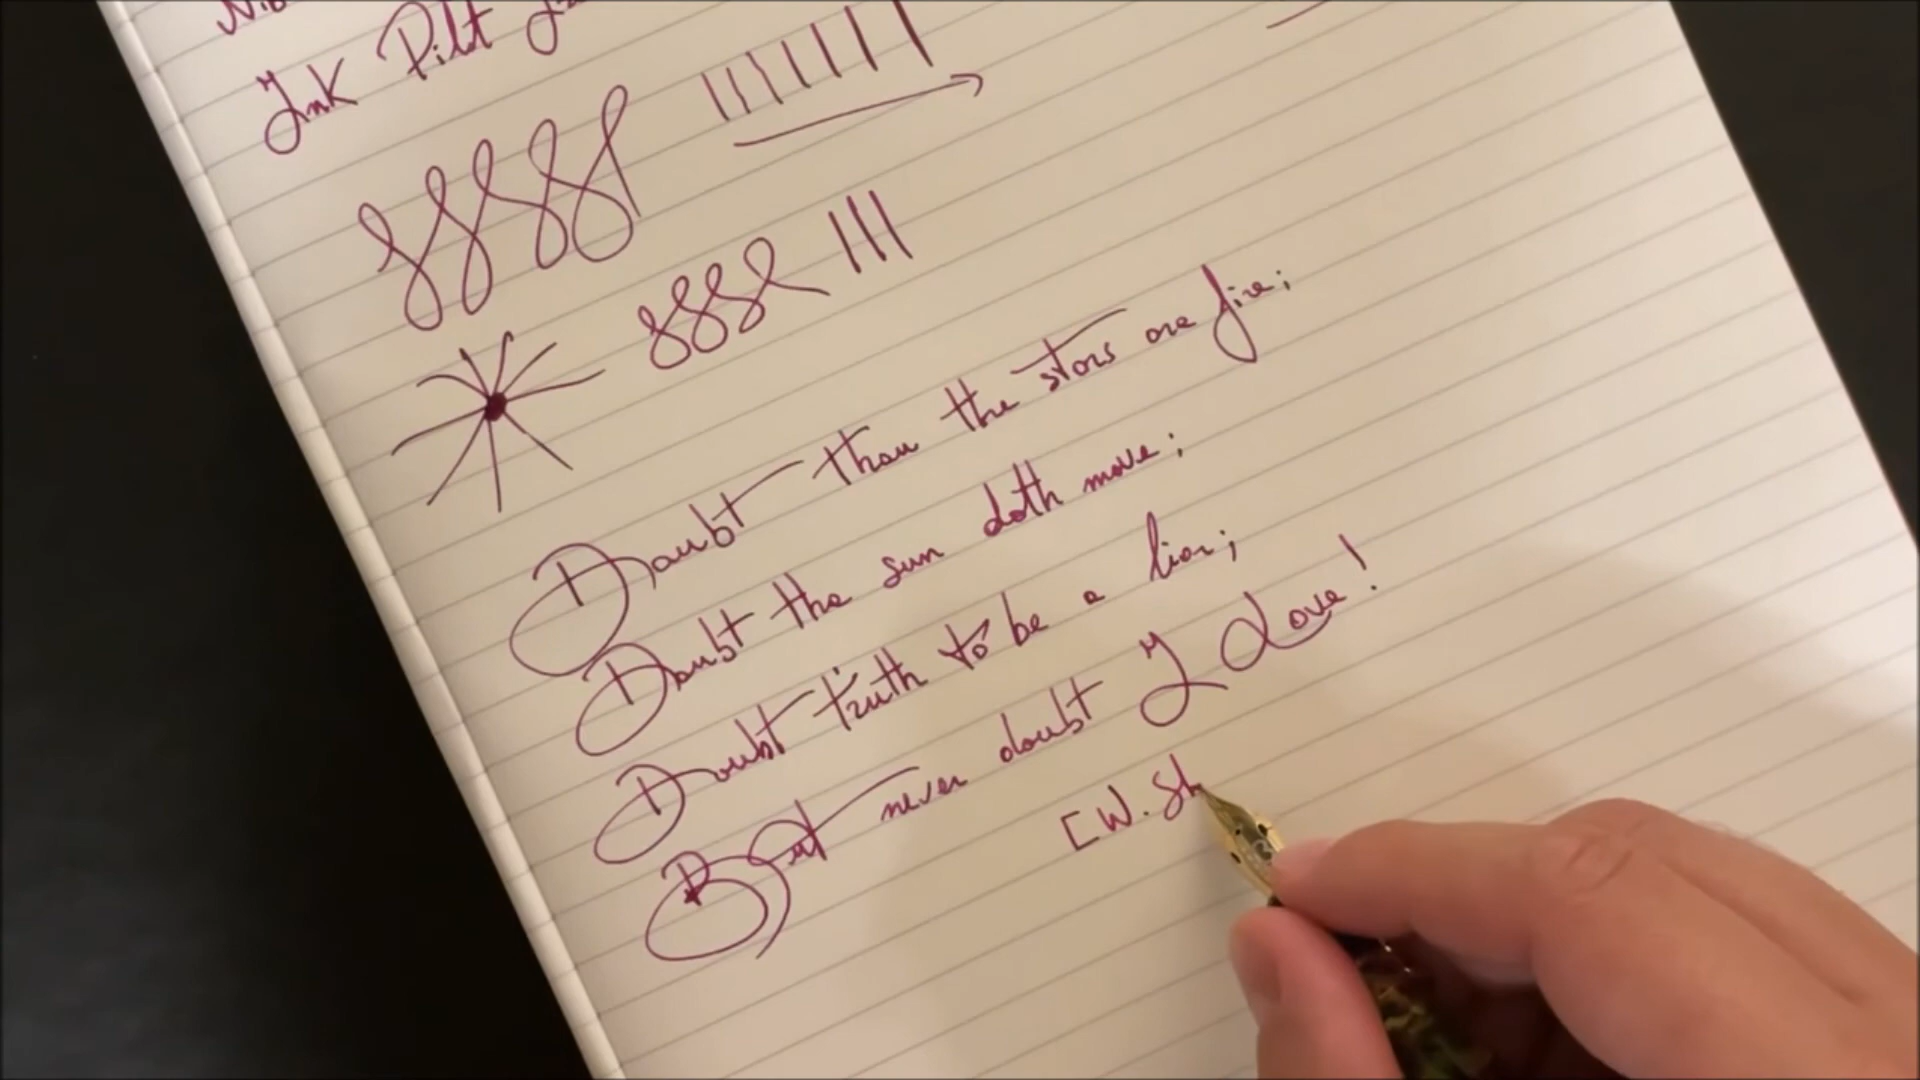 Ink Pilot
Doubt thou the stars are fire;
Doubt the sun doth move;
Doubt truth to be a liar;
But never doubt I Love!
[W. Sh